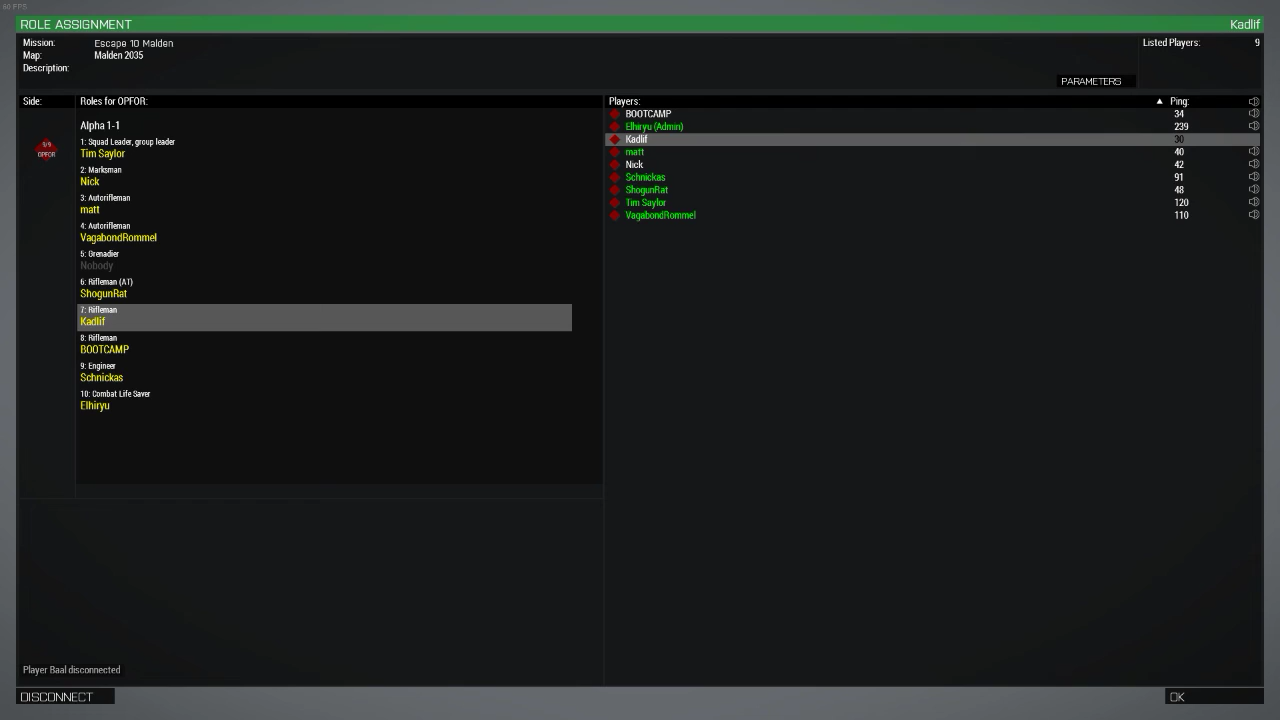 60 FPS
ROLE ASSIGNMENT Kadlif
Mission: Escape 10 Malden Listed Players: 9
Map: Malden 2035
Description:
PARAMETERS
Side: Roles for OPFOR: Players: Ping:
BOOTCAMP 34
Alpha 1-1 Elhiryu (Admin) 239
1: Squad Leader, group leader Kadlif 30
OPFOR Tim Saylor matt 40
2: Marksman Nick 42
Nick Schnickas 91
3: Autorifleman ShogunRat 48
matt Tim Saylor 120
4: Autorifleman VagabondRommel 110
VagabondRommel
5: Grenadier
Nobody
6: Rifleman (AT)
ShogunRat
7: Rifleman
Kadlif
8: Rifleman
BOOTCAMP
9: Engineer
Schnickas
10: Combat Life Saver
Elhiryu
Player Baal disconnected
DISCONNECT OK